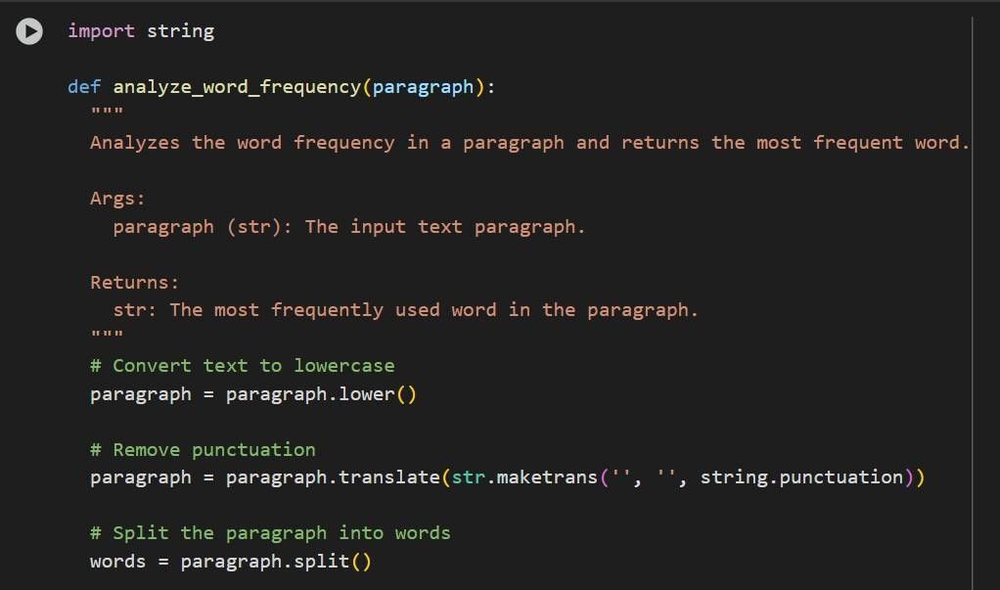 import string
def analyze_word_frequency(paragraph):
"""
Analyzes the word frequency in a paragraph and returns the most frequent word.
Args:
paragraph (str): The input text paragraph.
Returns:
str: The most frequently used word in the paragraph.
"""
# Convert text to lowercase
paragraph = paragraph.lower()
# Remove punctuation
paragraph = paragraph.translate(str.maketrans('', '', string.punctuation))
# Split the paragraph into words
words = paragraph.split()